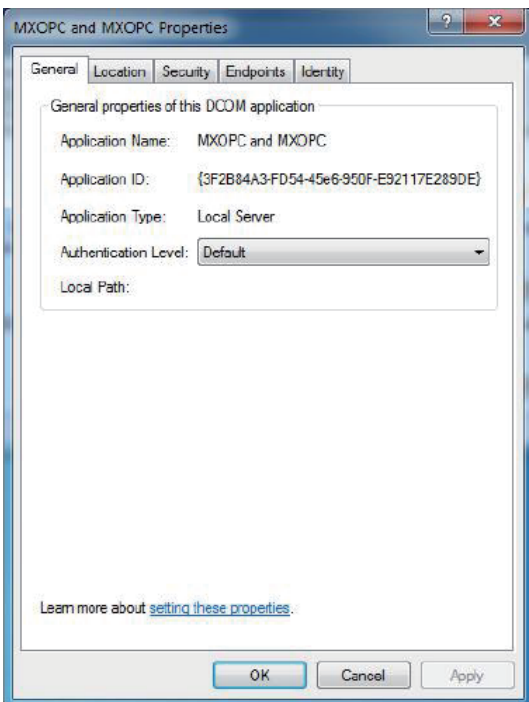 MXOPC and MXOPC Properties
General Location Security Endpoints Identity
General properties of this DCOM application
Application Name: MXOPC and MXOPC
Application ID: {3F2B84A3-FD54-45e6-950F-E92117E289DE}
Application Type: Local Server
Authentication Level: Default
Local Path:
Learn more about setting these properties.
OK Cancel Apply